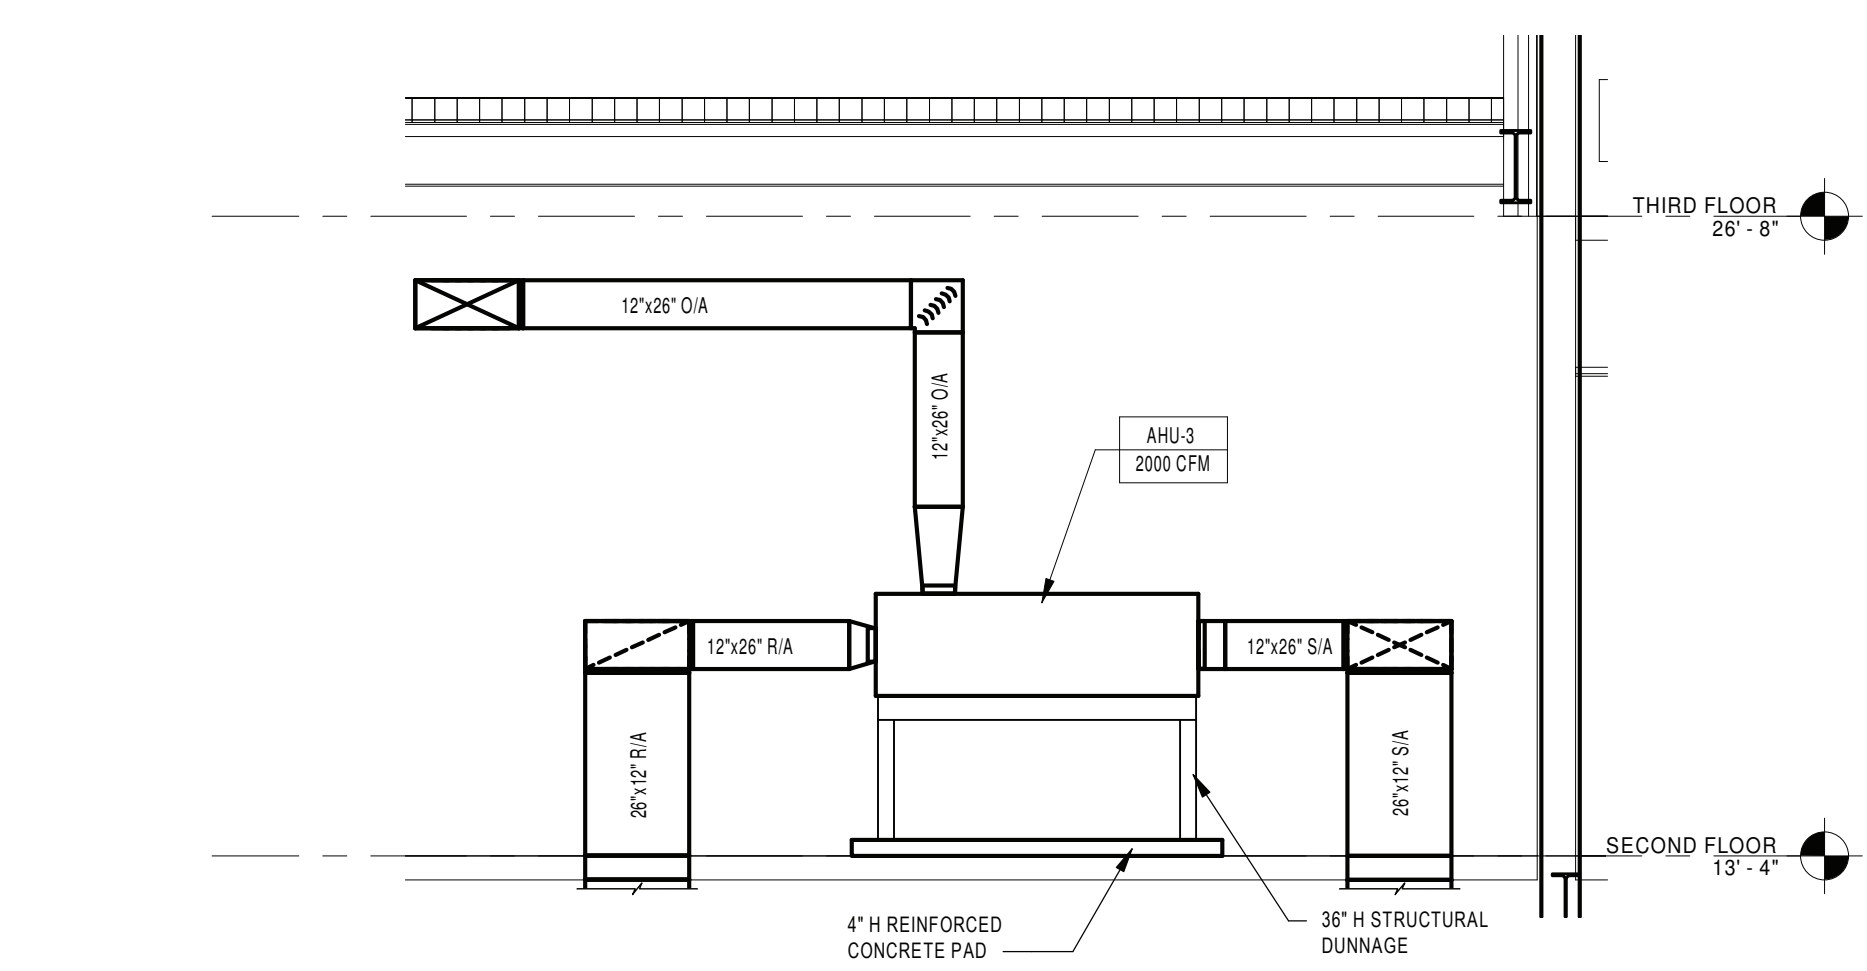 THIRD FLOOR
26' - 8"
12"x26" O/A
12"x26" O/A
AHU-3
2000 CFM
12"x26" R/A
12"x26" S/A
26"x12" R/A
26"x12" S/A
SECOND FLOOR
13' - 4"
4" H REINFORCED
CONCRETE PAD
36" H STRUCTURAL
DUNNAGE